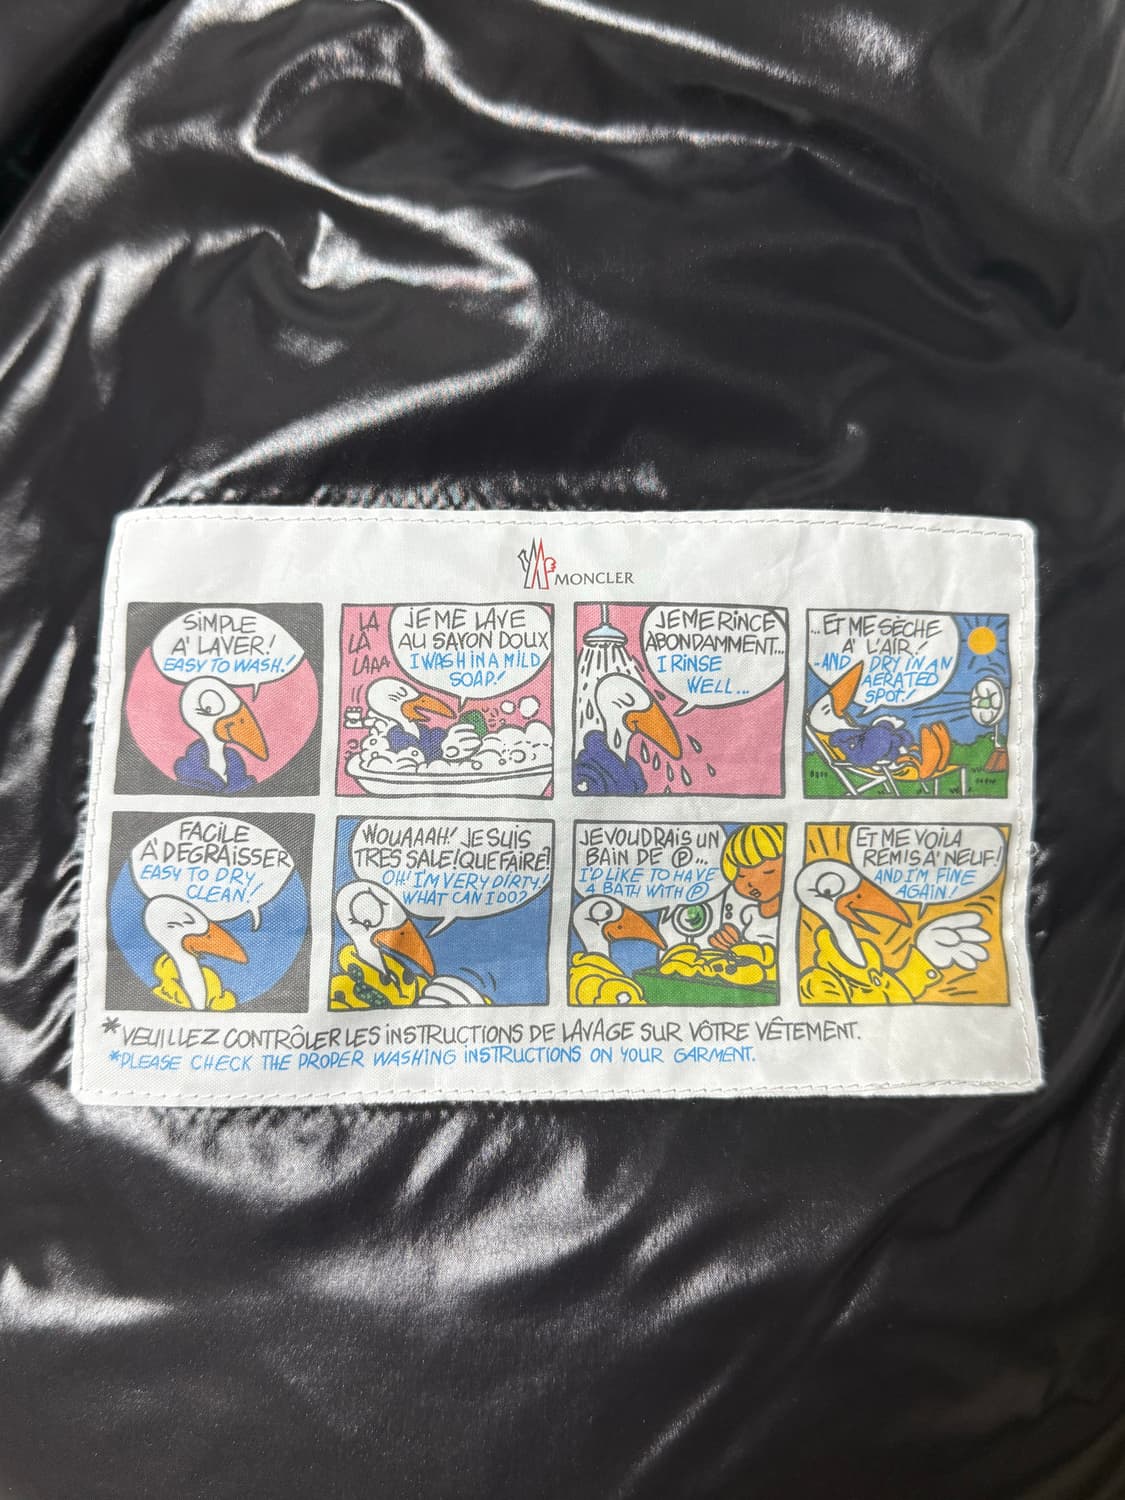 MONCLER
SiMPLE
A' LAVER!
EASY TO WASH!
LA
LA
LAAA
JE ME LAVE
AU SAVON DOUX
I WASH IN A MILD
SOAP!
JE ME RINCE
ABONDAMMENT...
I RINSE
WELL...
... ET ME SÈCHE
A' L'AIR!
..AND DRY IN AN
AERATED
SPOT!
FACILE
A' DEGRAiSSER
EASY TO DRY
CLEAN!
WOUAAAH! JE SUIS
TRES SALE! QUE FAIRE?
OH! I'M VERY DIRTY!
WHAT CAN I DO?
JE VOUDRAiS UN
BAIN DE Ⓟ...
I'D LIKE TO HAVE
A BATH WITH Ⓟ
ET ME VOiLA
REMIS A' NEUF!
AND I'M FINE
AGAIN!
*VEUILLEZ CONTRÔLER LES iNSTRUCTIONS DE LAVAGE SUR VÔTRE VÊTEMENT.
*PLEASE CHECK THE PROPER WASHING iNSTRUCTIONS ON YOUR GARMENT.